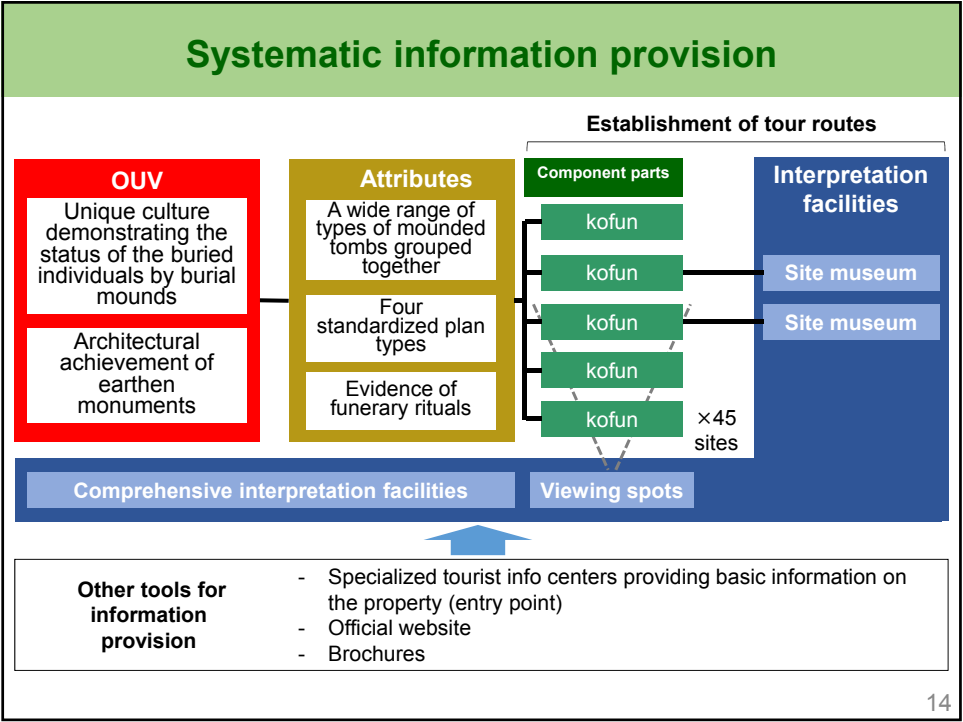 Systematic information provision
Establishment of tour routes
OUV
Unique culture
demonstrating the
status of the buried
individuals by burial
mounds
Architectural
achievement of
earthen
monuments
Attributes
A wide range of
types of mounded
tombs grouped
together
Four
standardized plan
types
Evidence of
funerary rituals
Component parts
kofun
kofun
kofun
kofun
kofun
×45
sites
Interpretation
facilities
Site museum
Site museum
Comprehensive interpretation facilities
Viewing spots
Other tools for
information
provision
- Specialized tourist info centers providing basic information on
the property (entry point)
- Official website
- Brochures
14